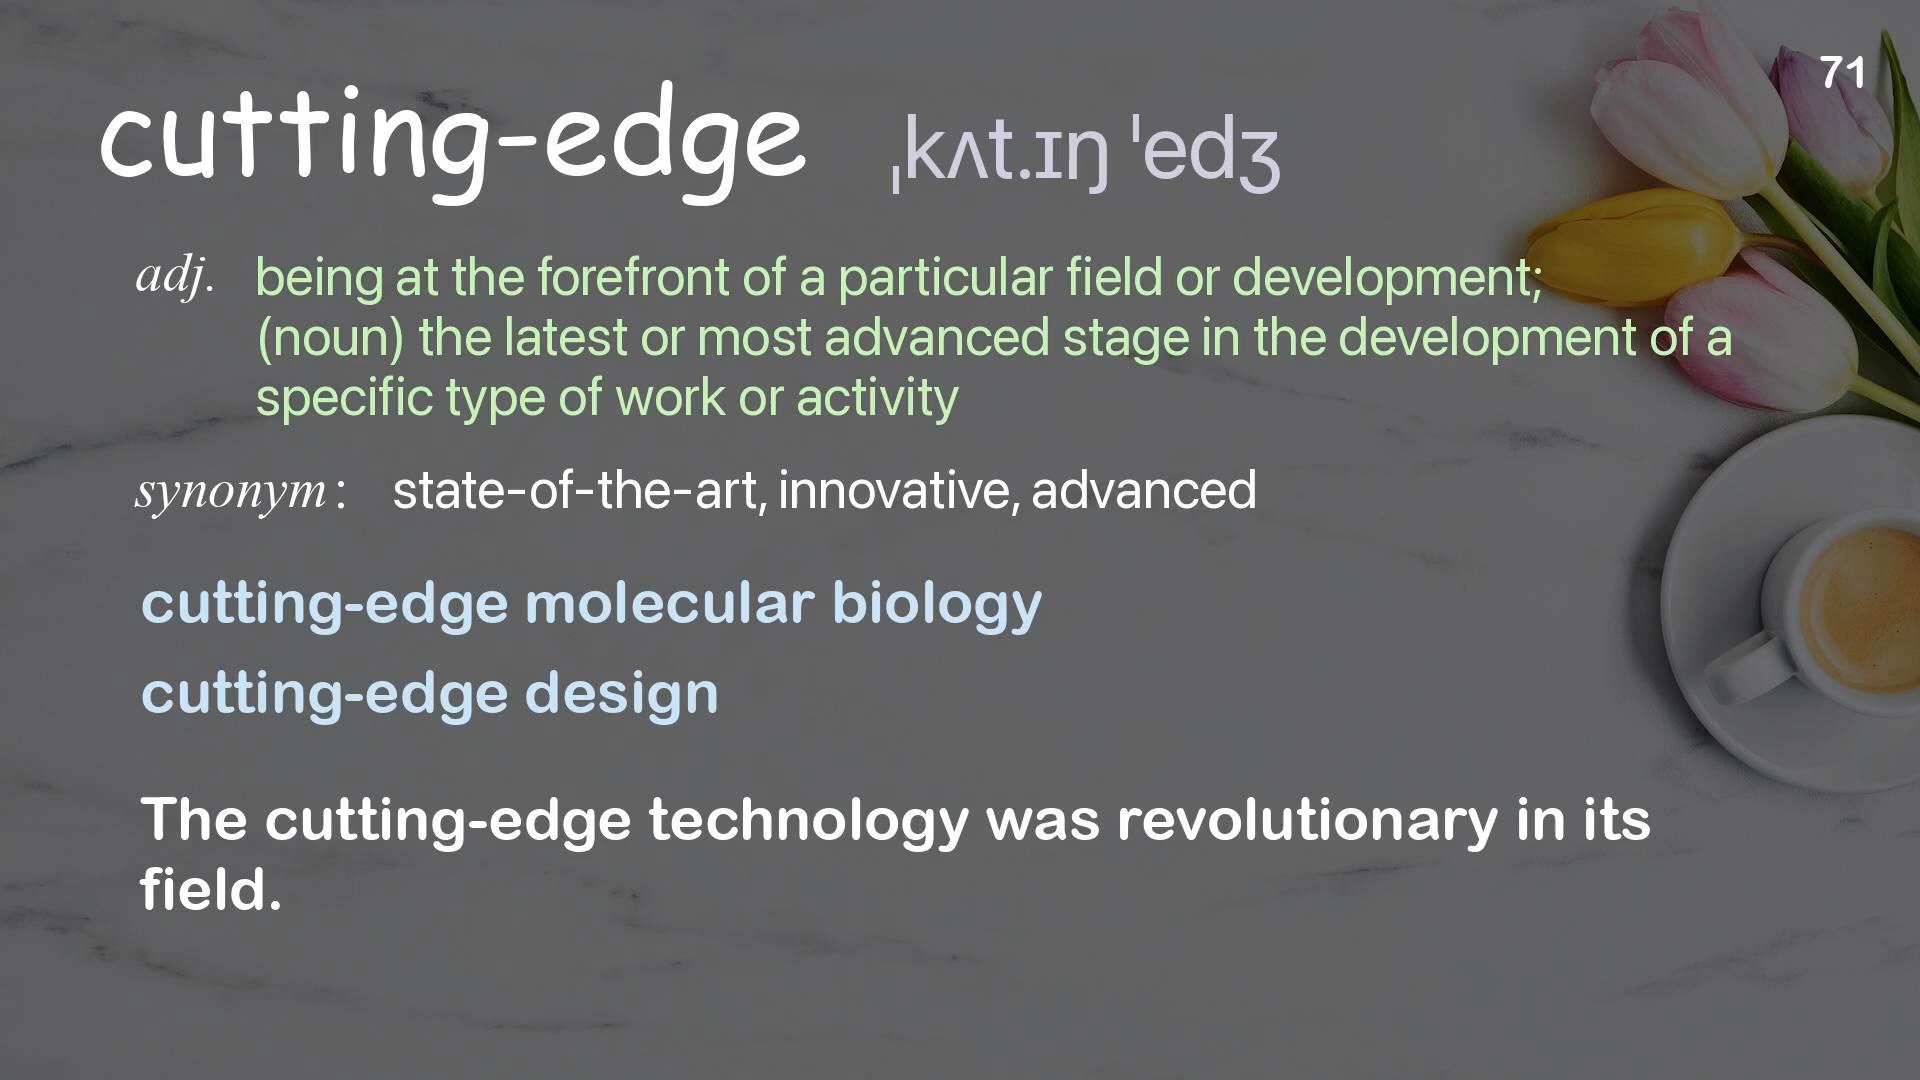 71
cutting-edge ˌkʌt.ɪŋ ˈedʒ
adj. being at the forefront of a particular field or development;
(noun) the latest or most advanced stage in the development of a
specific type of work or activity
synonym : state-of-the-art, innovative, advanced
cutting-edge molecular biology
cutting-edge design
The cutting-edge technology was revolutionary in its
field.